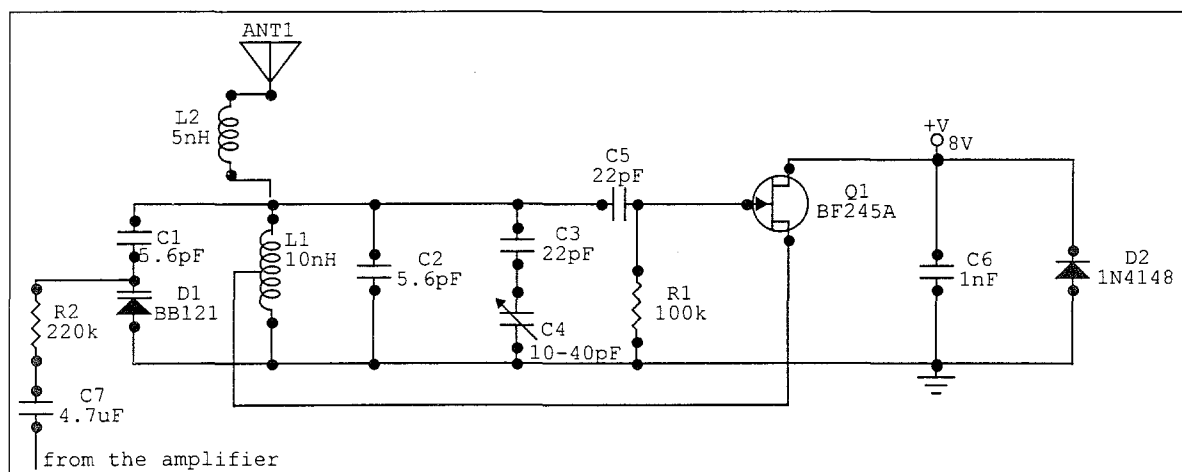 ANT1
L2
5nH
C1
5.6pF
L1
10nH
C2
5.6pF
C3
22pF
C4
10-40pF
C5
22pF
R1
100k
Q1
BF245A
+V
8V
C6
1nF
D2
1N4148
D1
BB121
R2
220k
C7
4.7uF
from the amplifier